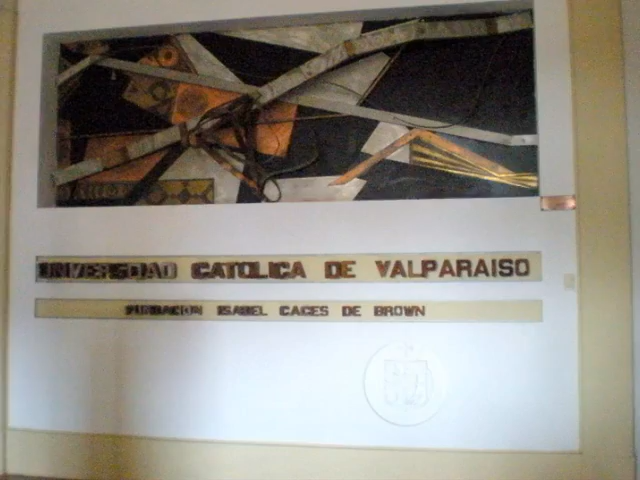 UNIVERSIDAD CATOLICA DE VALPARAISO
FUNDACION ISABEL CACES DE BROWN